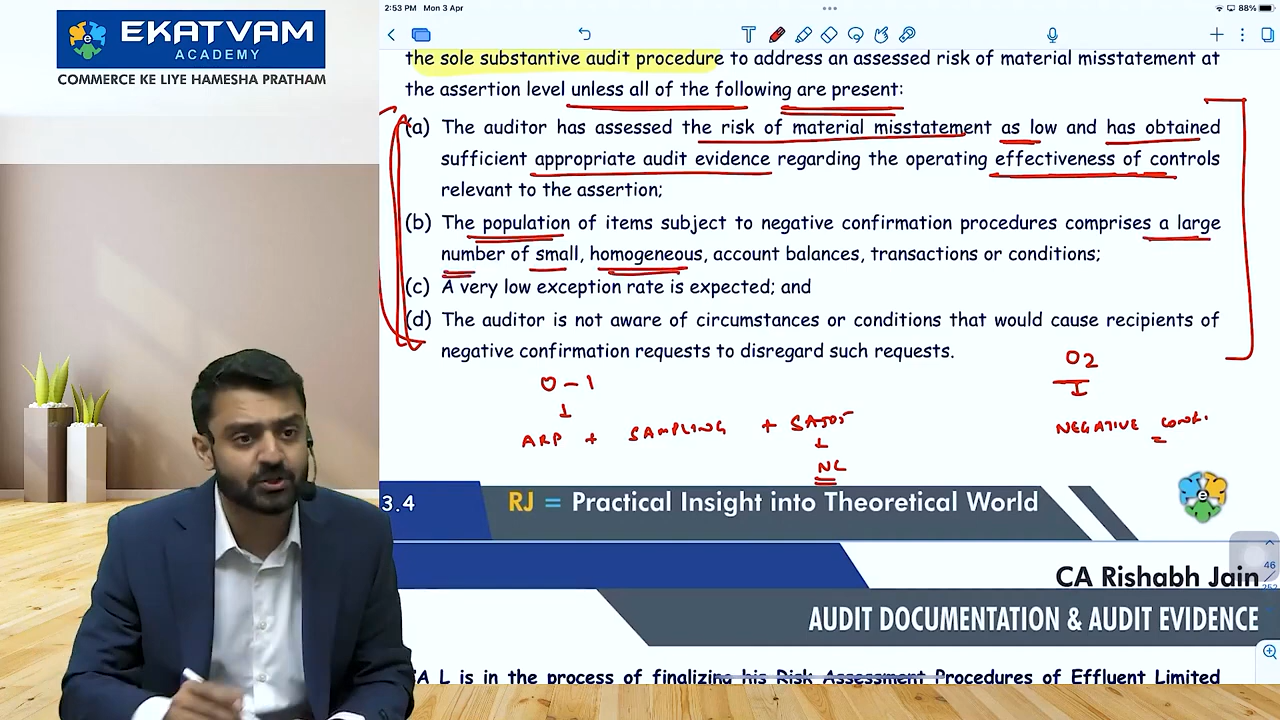 2:53 PM Mon 3 Apr
88%
EKATVAM
ACADEMY
COMMERCE KE LIYE HAMESHA PRATHAM
the sole substantive audit procedure to address an assessed risk of material misstatement at
the assertion level unless all of the following are present:
(a) The auditor has assessed the risk of material misstatement as low and has obtained
sufficient appropriate audit evidence regarding the operating effectiveness of controls
relevant to the assertion;
(b) The population of items subject to negative confirmation procedures comprises a large
number of small, homogeneous, account balances, transactions or conditions;
(c) A very low exception rate is expected; and
(d) The auditor is not aware of circumstances or conditions that would cause recipients of
negative confirmation requests to disregard such requests.
0-1
O2
ARP + SAMPLING +
NEGATIVE CONF.
NC
3.4 RJ = Practical Insight into Theoretical World
46
CA Rishabh Jain
AUDIT DOCUMENTATION & AUDIT EVIDENCE
CA L is in the process of finalizing his Risk Assessment Procedures of Effluent Limited